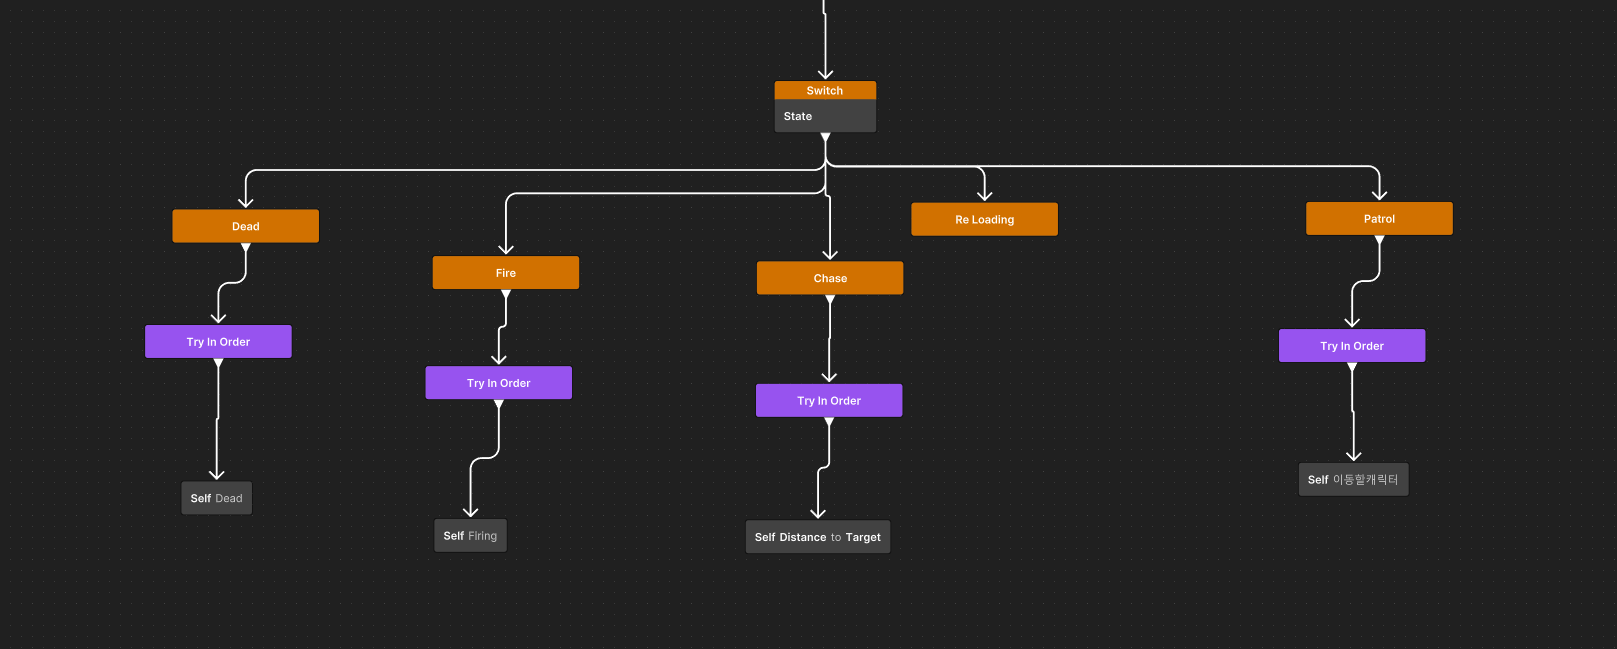 Switch
State
Dead
Fire
Chase
Re Loading
Patrol
Try In Order
Try In Order
Try In Order
Try In Order
Self Dead
Self Firing
Self Distance to Target
Self 이동할캐릭터